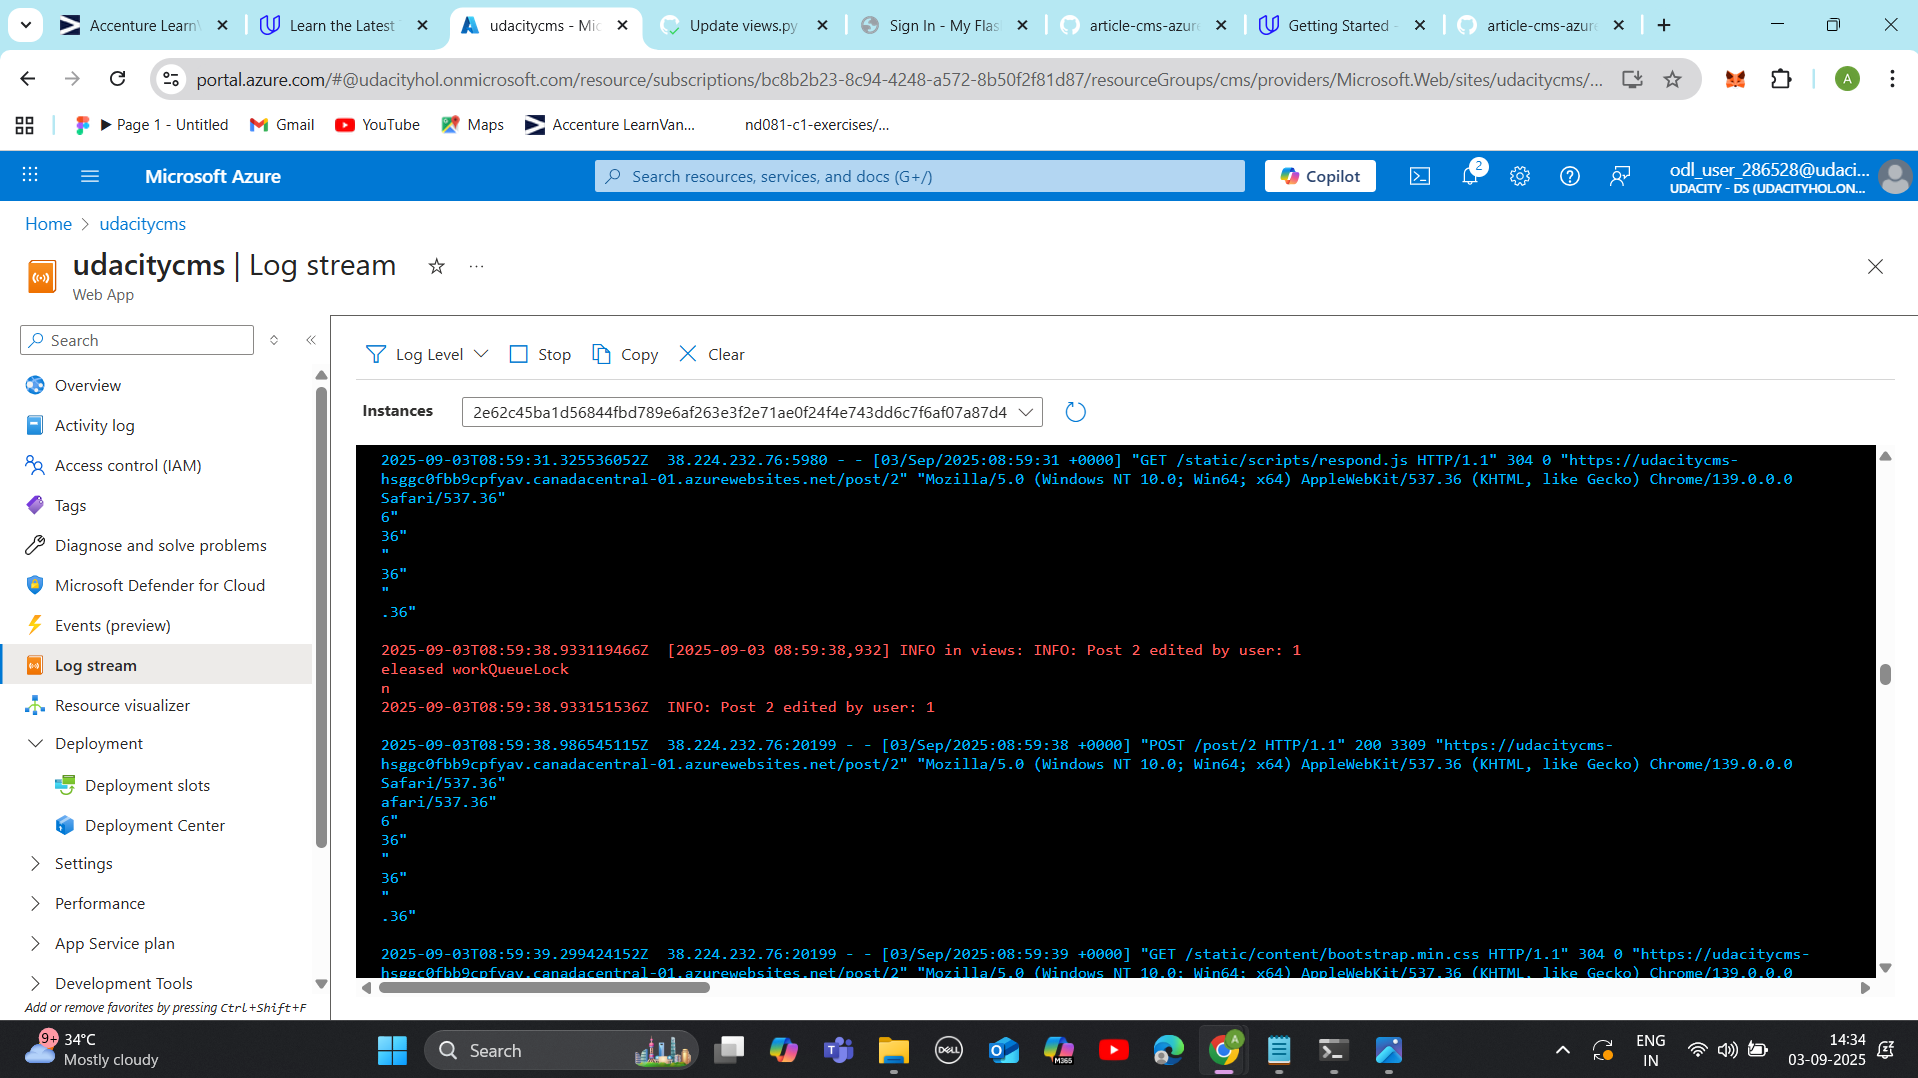 Accenture LearnV
Learn the Latest
udacitycms - Mic
Update views.py
Sign In - My Flas
article-cms-azure
Getting Started -
article-cms-azure
portal.azure.com/#@udacityhol.onmicrosoft.com/resource/subscriptions/bc8b2b23-8c94-4248-a572-8b50f2f81d87/resourceGroups/cms/providers/Microsoft.Web/sites/udacitycms/...
A
▶ Page 1 - Untitled
Gmail
YouTube
Maps
Accenture LearnVan...
nd081-c1-exercises/...
Microsoft Azure
Search resources, services, and docs (G+/)
Copilot
2
odl_user_286528@udaci...
UDACITY - DS (UDACITYHOL.ON...
Home > udacitycms
udacitycms | Log stream
Web App
Search
Overview
Activity log
Access control (IAM)
Tags
Diagnose and solve problems
Microsoft Defender for Cloud
Events (preview)
Log stream
Resource visualizer
Deployment
Deployment slots
Deployment Center
Settings
Performance
App Service plan
Development Tools
Add or remove favorites by pressing Ctrl+Shift+F
Log Level
Stop
Copy
Clear
Instances
2e62c45ba1d56844fbd789e6af263e3f2e71ae0f24f4e743dd6c7f6af07a87d4
2025-09-03T08:59:31.325536052Z  38.224.232.76:5980 - - [03/Sep/2025:08:59:31 +0000] "GET /static/scripts/respond.js HTTP/1.1" 304 0 "https://udacitycms-
hsggc0fbb9cpfyav.canadacentral-01.azurewebsites.net/post/2" "Mozilla/5.0 (Windows NT 10.0; Win64; x64) AppleWebKit/537.36 (KHTML, like Gecko) Chrome/139.0.0.0
Safari/537.36"
6"
36"
"
36"
"
.36"
2025-09-03T08:59:38.933119466Z  [2025-09-03 08:59:38,932] INFO in views: INFO: Post 2 edited by user: 1
eleased workQueueLock
n
2025-09-03T08:59:38.933151536Z  INFO: Post 2 edited by user: 1
2025-09-03T08:59:38.986545115Z  38.224.232.76:20199 - - [03/Sep/2025:08:59:38 +0000] "POST /post/2 HTTP/1.1" 200 3309 "https://udacitycms-
hsggc0fbb9cpfyav.canadacentral-01.azurewebsites.net/post/2" "Mozilla/5.0 (Windows NT 10.0; Win64; x64) AppleWebKit/537.36 (KHTML, like Gecko) Chrome/139.0.0.0
Safari/537.36"
afari/537.36"
6"
36"
"
36"
"
.36"
2025-09-03T08:59:39.299424152Z  38.224.232.76:20199 - - [03/Sep/2025:08:59:39 +0000] "GET /static/content/bootstrap.min.css HTTP/1.1" 304 0 "https://udacitycms-
hsggc0fbb9cpfyav.canadacentral-01.azurewebsites.net/post/2" "Mozilla/5.0 (Windows NT 10.0; Win64; x64) AppleWebKit/537.36 (KHTML, like Gecko) Chrome/139.0.0.0
9+
34°C
Mostly cloudy
Search
DELL
M365
A
ENG
IN
14:34
03-09-2025